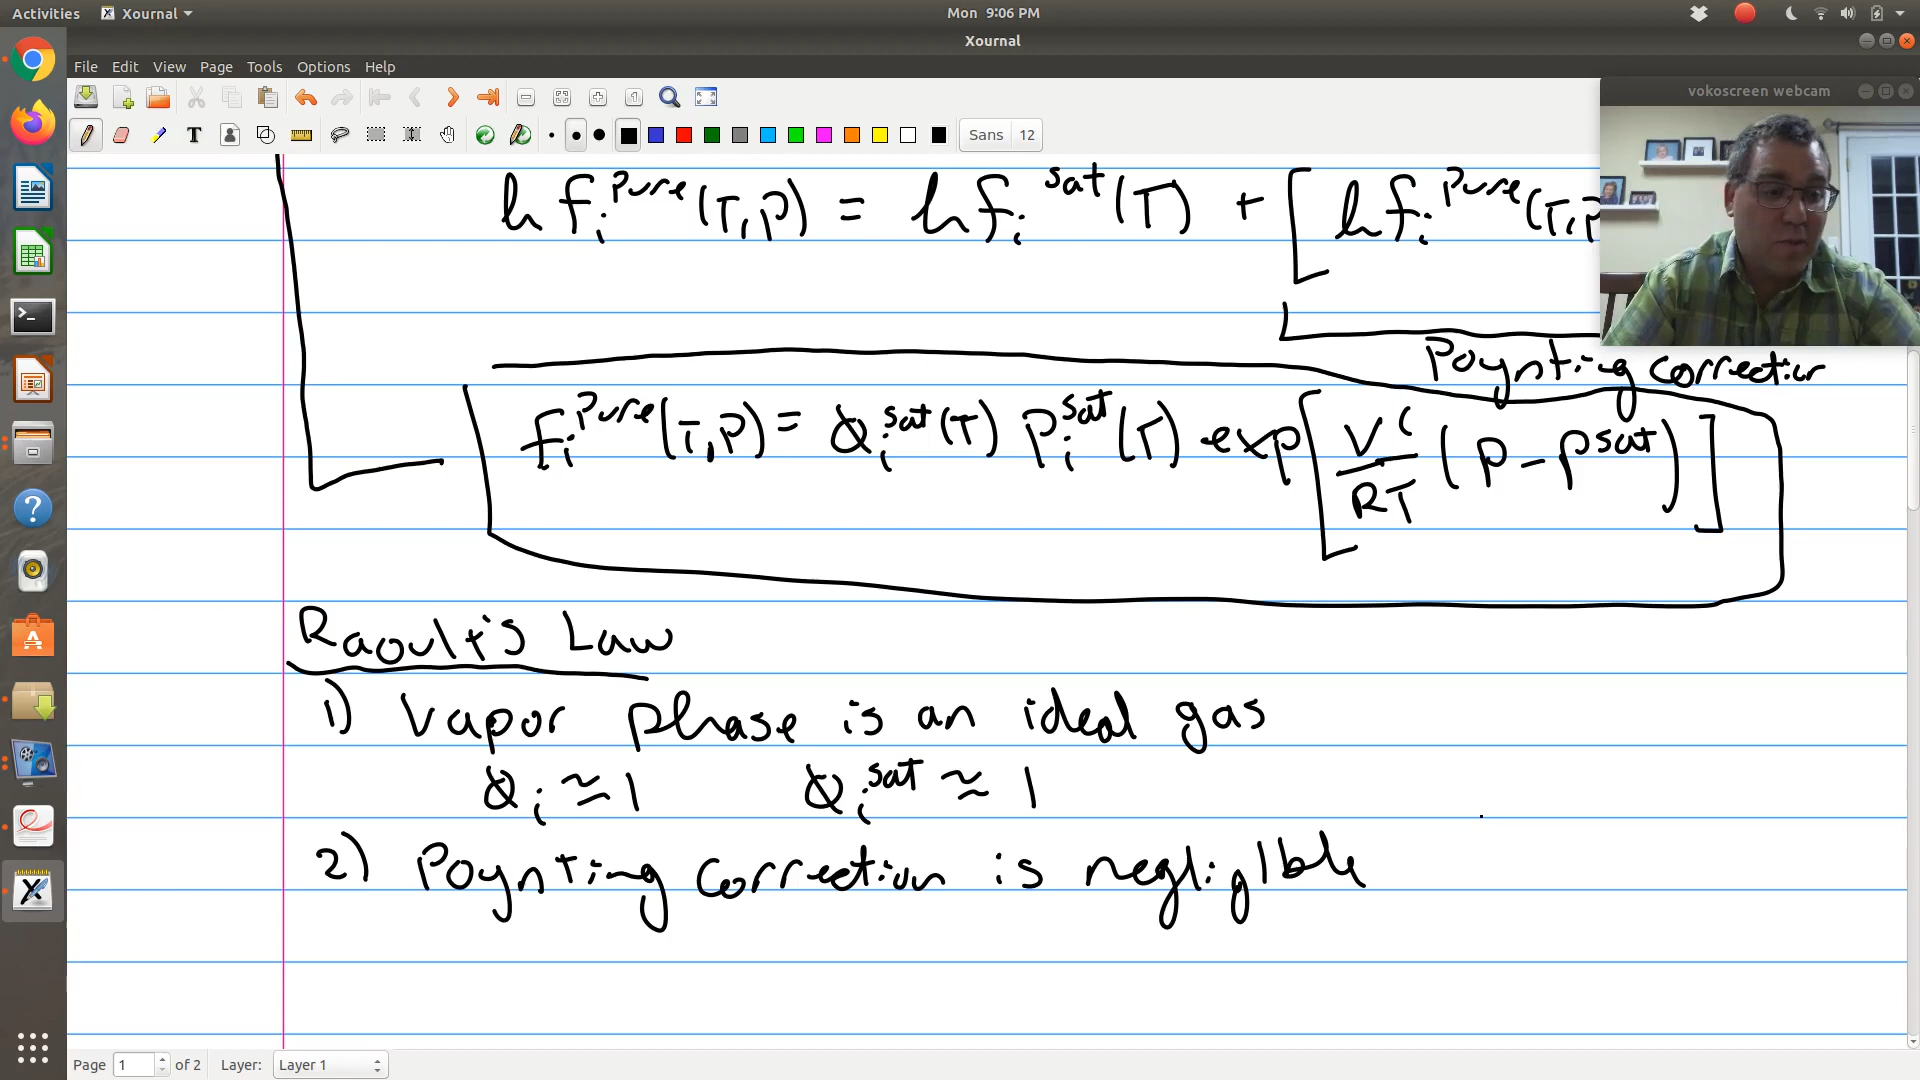 Activities Xournal Mon 9:06 PM
Xournal
File Edit View Page Tools Options Help
vokoscreen webcam
T Sans 12
ln fᵢ^pure (T,P) = ln fᵢ^sat (T) + [ ln fᵢ^pure (T,P
Poynting correction
fᵢ^pure (T,P) = ϕᵢ^sat (T) Pᵢ^sat (T) exp[ V^L/RT (P - P^sat) ]
Raoult's Law
1) Vapor phase is an ideal gas
ϕᵢ ≈ 1 ϕᵢ^sat ≈ 1
2) Poynting correction is negligible
Page 1 of 2 Layer: Layer 1